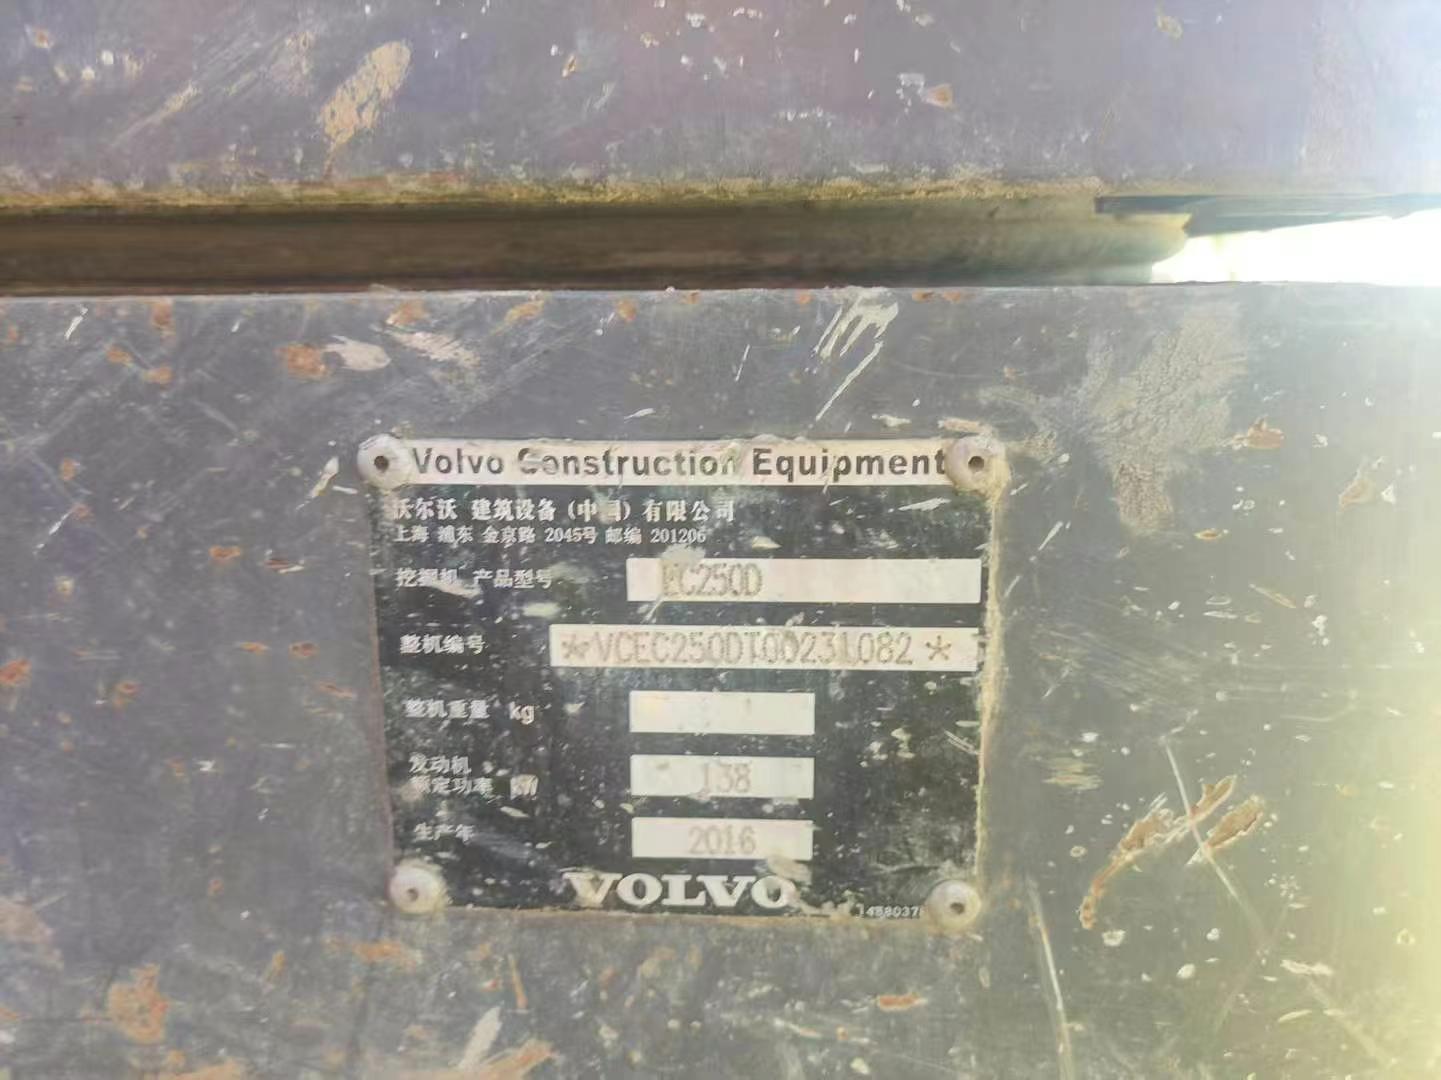 Volvo Construction Equipment
沃尔沃 建筑设备 (中国) 有限公司
上海 浦东 金京路 2045号 邮编 201206
挖掘机 产品型号 EC250D
整机编号 *VCEC250DT00231082*
整机重量 kg
发动机
额定功率 kW 138
生产年 2016
VOLVO